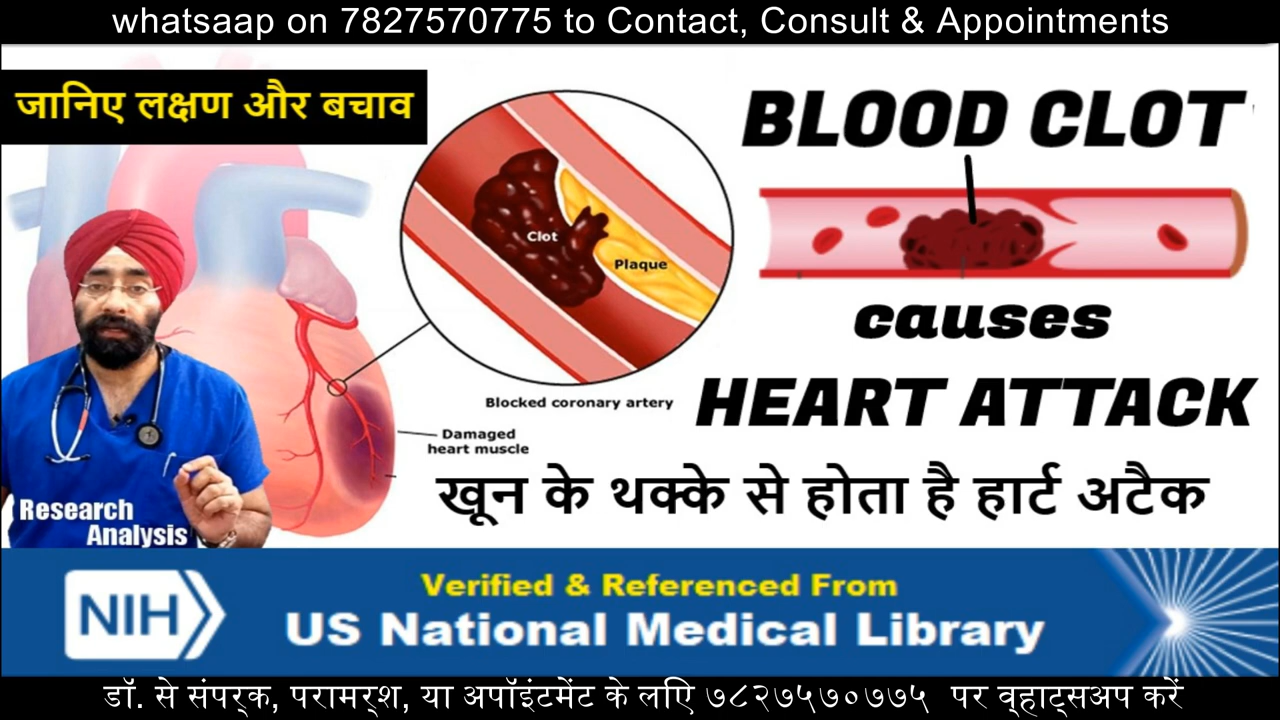 whatsaap on 7827570775 to Contact, Consult & Appointments
जानिए लक्षण और बचाव
BLOOD CLOT
Clot
Plaque
causes
HEART ATTACK
Blocked coronary artery
Damaged
heart muscle
खून के थक्के से होता है हार्ट अटैक
Research
Analysis
NIH
Verified & Referenced From
US National Medical Library
डॉ. से संपर्क, परामर्श, या अपॉइंटमेंट के लिए ७८२७५७०७७५ पर व्हाट्सअप करें